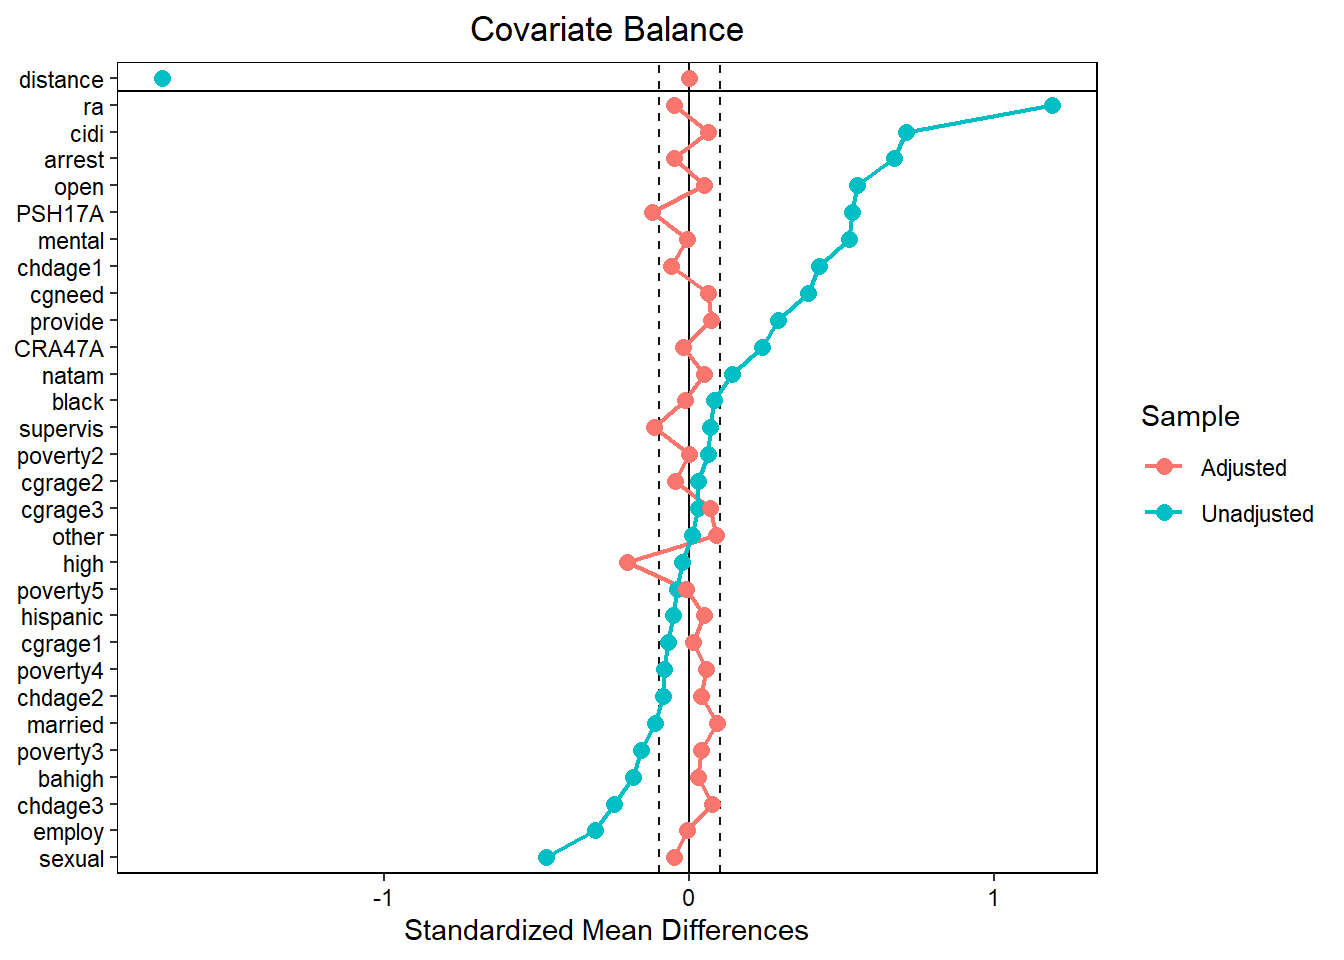 Covariate Balance
distance
ra
cidi
arrest
open
PSH17A
mental
chdage1
cgneed
provide
CRA47A
natam
black
supervis
poverty2
cgrage2
cgrage3
other
high
poverty5
hispanic
cgrage1
poverty4
chdage2
married
poverty3
bahigh
chdage3
employ
sexual
-1 0 1
Standardized Mean Differences
Sample
Adjusted
Unadjusted